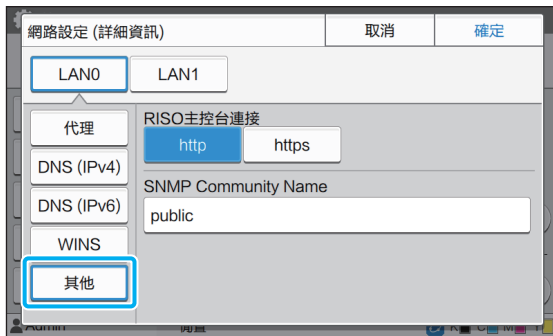 網路設定 (詳細資訊)
取消
確定
LAN0
LAN1
代理
DNS (IPv4)
DNS (IPv6)
WINS
其他
RISO主控台連接
http
https
SNMP Community Name
public
Admin
閒置
K C M Y